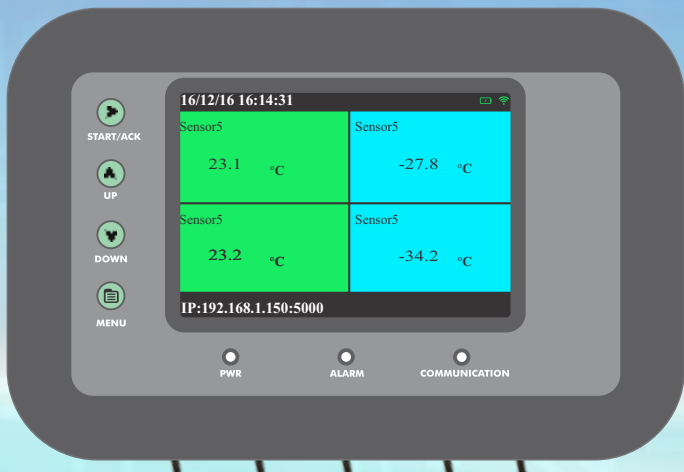 16/12/16 16:14:31
START/ACK
Sensor5
Sensor5
23.1 °C
-27.8 °C
UP
Sensor5
Sensor5
DOWN
23.2 °C
-34.2 °C
MENU
IP:192.168.1.150:5000
PWR
ALARM
COMMUNICATION